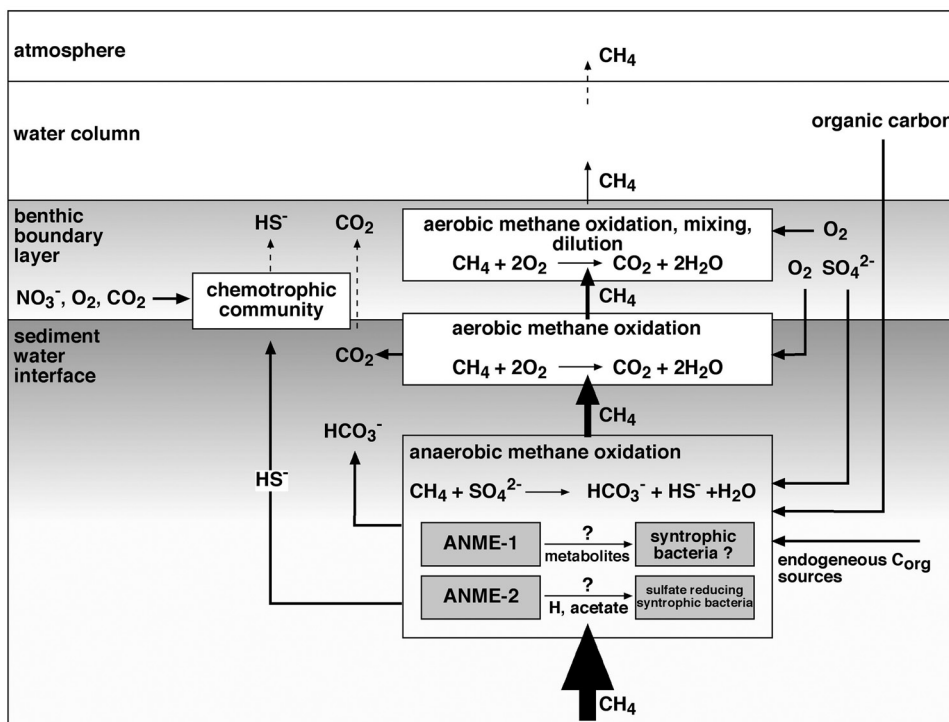 atmosphere
CH₄
water column
organic carbon
CH₄
benthic
boundary
layer
HS⁻
CO₂
aerobic methane oxidation, mixing,
dilution
CH₄ + 2O₂ → CO₂ + 2H₂O
O₂
O₂ SO₄²⁻
NO₃⁻, O₂, CO₂
chemotrophic
community
CH₄
sediment
water
interface
aerobic methane oxidation
CH₄ + 2O₂ → CO₂ + 2H₂O
CO₂
CH₄
HCO₃⁻
HS⁻
anaerobic methane oxidation
CH₄ + SO₄²⁻ → HCO₃⁻ + HS⁻ +H₂O
ANME-1
?
metabolites
syntrophic
bacteria ?
endogeneous Corg
sources
ANME-2
?
H, acetate
sulfate reducing
syntrophic bacteria
CH₄